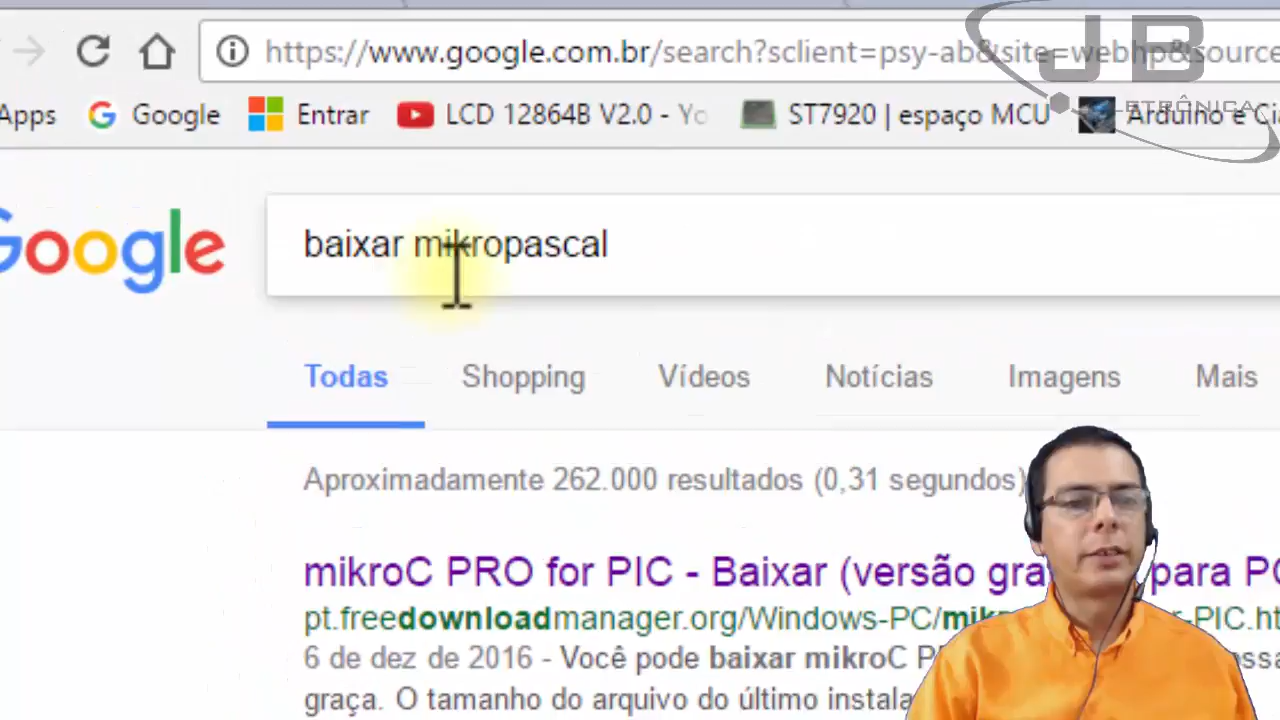 https://www.google.com.br/search?sclient=psy-ab&site=webhp&source
JB
ETRÔNICA
Apps Google Entrar LCD 12864B V2.0 - Yo ST7920 | espaço MCU Arduino e Cia
Google
baixar mikropascal
Todas Shopping Vídeos Notícias Imagens Mais
Aproximadamente 262.000 resultados (0,31 segundos)
mikroC PRO for PIC - Baixar (versão gra para PC
pt.freedownloadmanager.org/Windows-PC/mik r-PIC.ht
6 de dez de 2016 - Você pode baixar mikroC P ossa
graça. O tamanho do arquivo do último instala